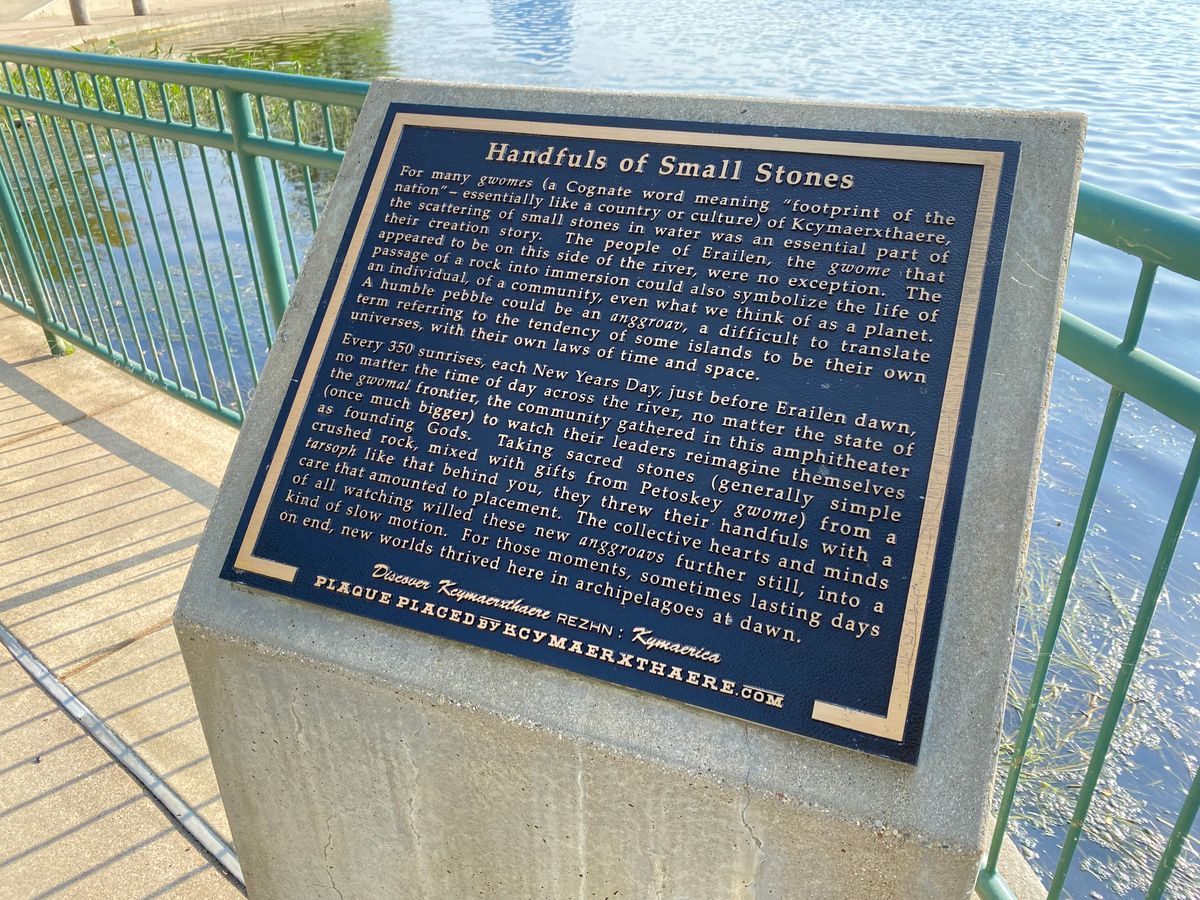 Handfuls of Small Stones
For many gwomes (a Cognate word meaning "footprint of the
nation"– essentially like a country or culture) of Kcymaerxthaere,
the scattering of small stones in water was an essential part of
their creation story. The people of Erailen, the gwome that
appeared to be on this side of the river, were no exception. The
passage of a rock into immersion could also symbolize the life of
an individual, of a community, even what we think of as a planet.
A humble pebble could be an anggroav, a difficult to translate
term referring to the tendency of some islands to be their own
universes, with their own laws of time and space.
Every 350 sunrises, each New Years Day, just before Erailen dawn,
no matter the time of day across the river, no matter the state of
the gwomal frontier, the community gathered in this amphitheater
(once much bigger) to watch their leaders reimagine themselves
as founding Gods. Taking sacred stones (generally simple
crushed rock, mixed with gifts from Petoskey gwome) from a
tarsoph like that behind you, they threw their handfuls with a
care that amounted to placement. The collective hearts and minds
of all watching willed these new anggroavs further still, into a
kind of slow motion. For those moments, sometimes lasting days
on end, new worlds thrived here in archipelagoes at dawn.
Discover Kcymaerxthaere REZHN : Kymaerica
PLAQUE PLACED BY KCYMAERXTHAERE.COM